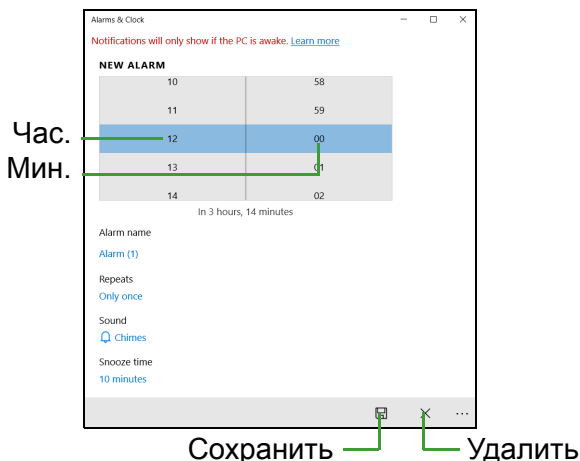 Alarms & Clock
Notifications will only show if the PC is awake. Learn more
NEW ALARM
10 58
11 59
Час. 12 00
Мин. 13 01
14 02
In 3 hours, 14 minutes
Alarm name
Alarm (1)
Repeats
Only once
Sound
Chimes
Snooze time
10 minutes
Сохранить Удалить